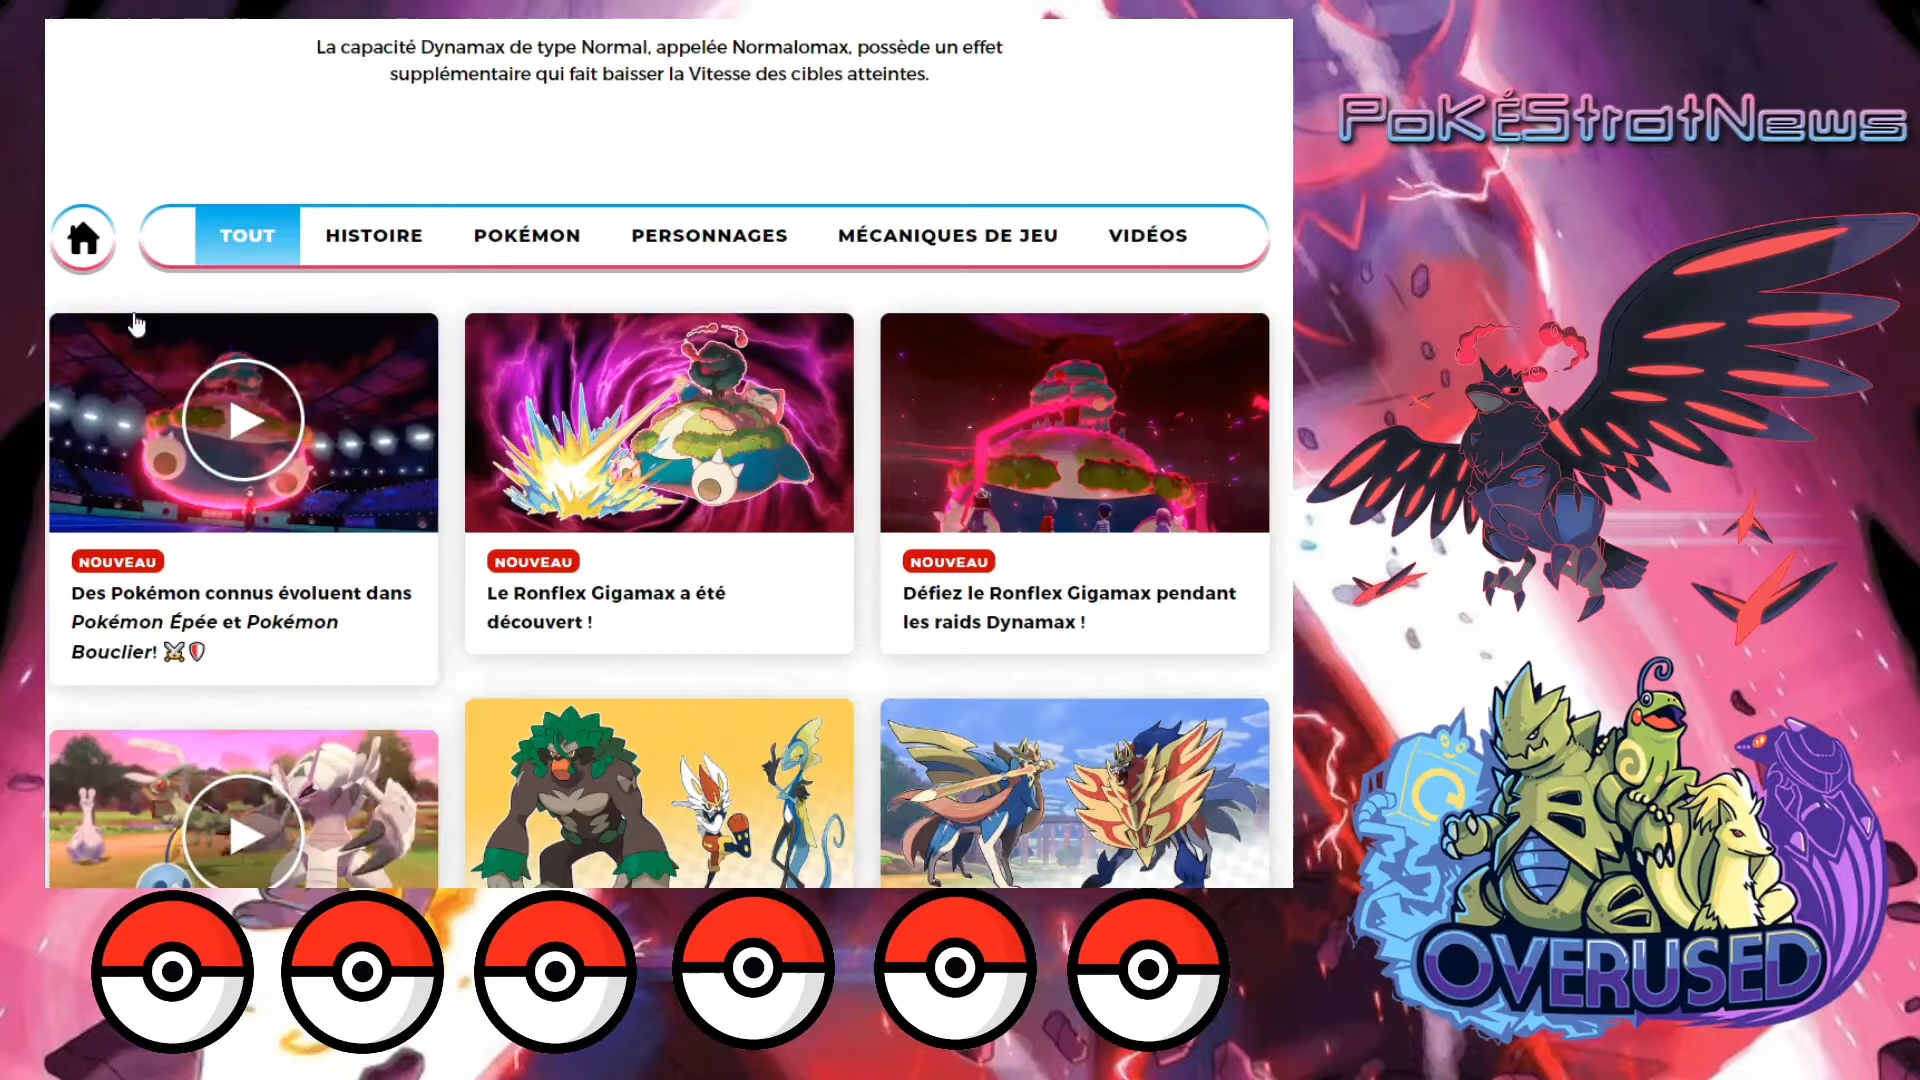 La capacité Dynamax de type Normal, appelée Normalomax, possède un effet
supplémentaire qui fait baisser la Vitesse des cibles atteintes.
PoKÉStratNews
TOUT HISTOIRE POKÉMON PERSONNAGES MÉCANIQUES DE JEU VIDÉOS
NOUVEAU
Des Pokémon connus évoluent dans
Pokémon Épée et Pokémon
Bouclier!
NOUVEAU
Le Ronflex Gigamax a été
découvert !
NOUVEAU
Défiez le Ronflex Gigamax pendant
les raids Dynamax !
OVERUSED